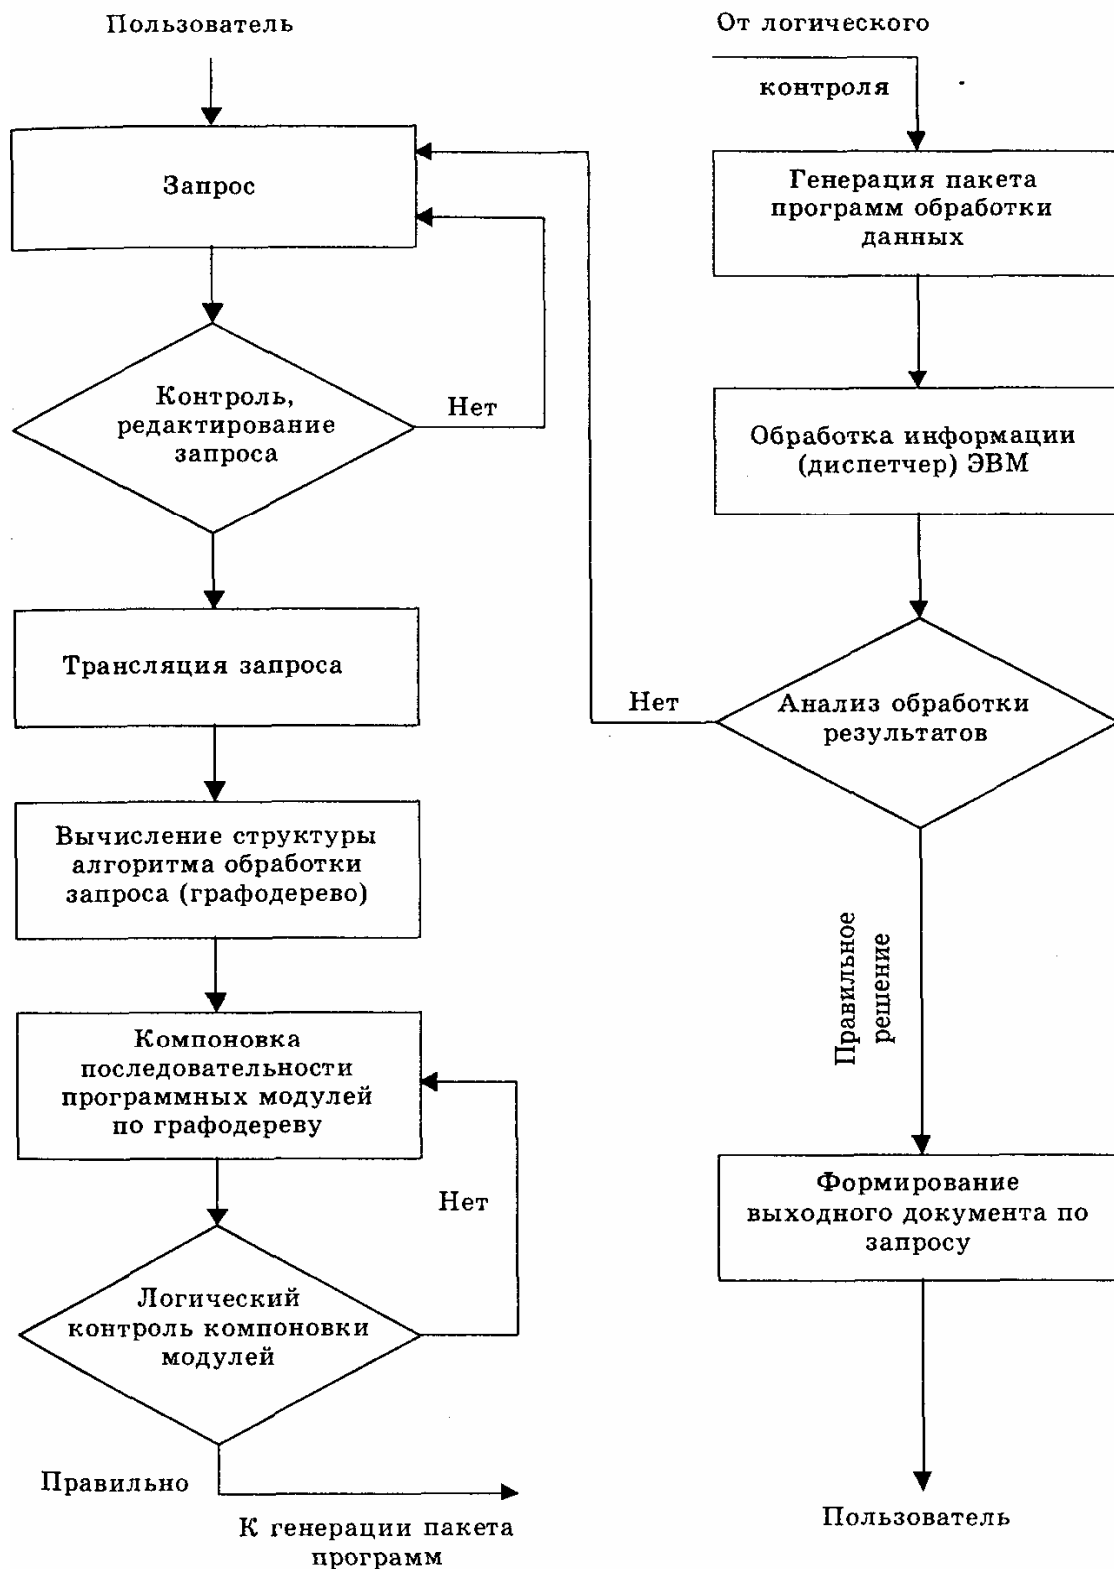 Пользователь
Запрос
Контроль,
редактирование
запроса
Нет
Трансляция запроса
Вычисление структуры
алгоритма обработки
запроса (графодерево)
Компоновка
последовательности
программных модулей
по графодереву
Нет
Логический
контроль компоновки
модулей
Правильно
К генерации пакета
программ
От логического
контроля
Генерация пакета
программ обработки
данных
Обработка информации
(диспетчер) ЭВМ
Нет
Анализ обработки
результатов
Правильное
решение
Формирование
выходного документа по
запросу
Пользователь